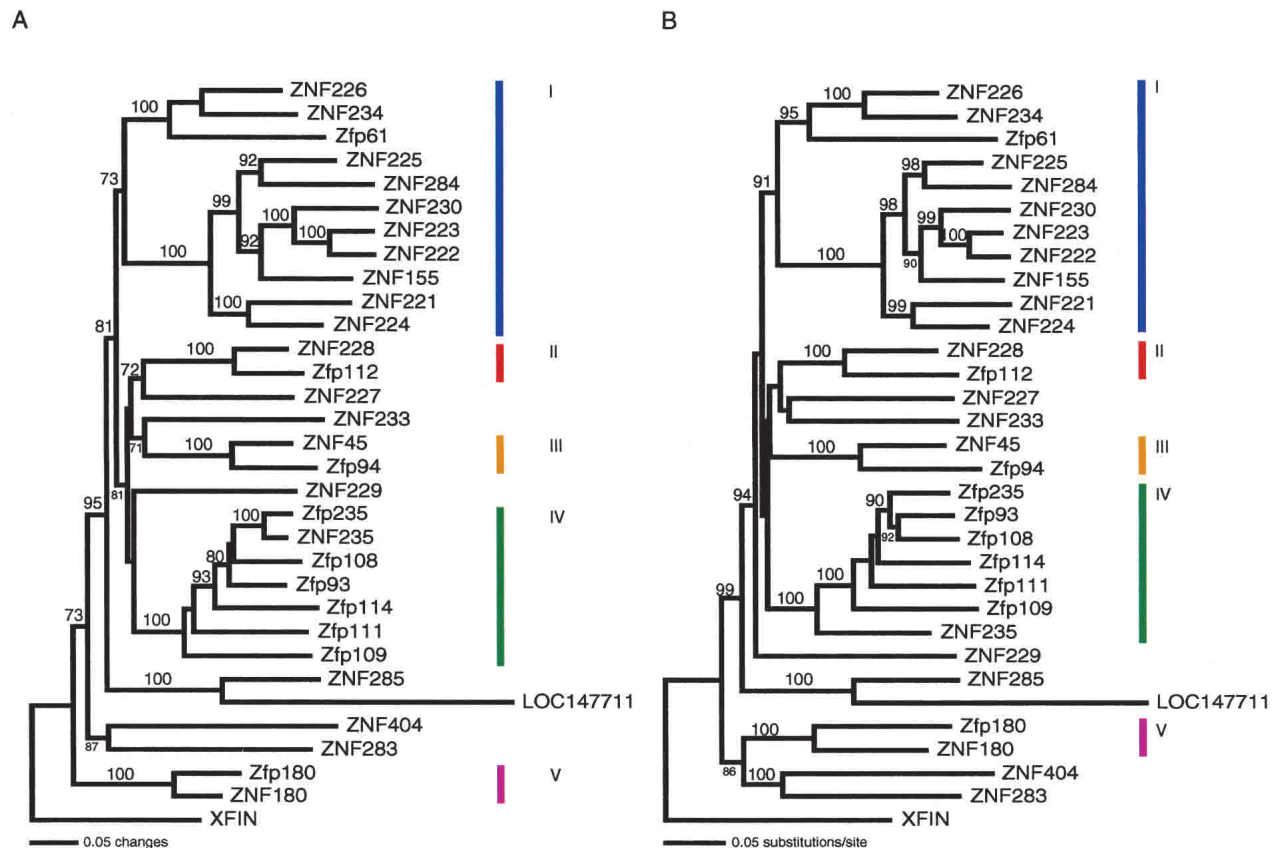 A
ZNF226
I
100
ZNF234
Zfp61
ZNF225
92
73
ZNF284
99
ZNF230
100
ZNF223
100
92
ZNF222
100
ZNF155
ZNF221
100
ZNF224
81
ZNF228
II
100
72
Zfp112
ZNF227
ZNF233
71
ZNF45
III
100
Zfp94
81
ZNF229
95
Zfp235
IV
100
ZNF235
80
Zfp108
93
Zfp93
Zfp114
73
100
Zfp111
Zfp109
ZNF285
100
LOC147711
ZNF404
87
ZNF283
Zfp180
V
100
ZNF180
XFIN
0.05 changes
B
ZNF226
I
100
95
ZNF234
Zfp61
ZNF225
98
91
ZNF284
98
ZNF230
99
ZNF223
100
90
ZNF222
100
ZNF155
ZNF221
99
ZNF224
ZNF228
II
100
Zfp112
ZNF227
ZNF233
ZNF45
III
100
Zfp94
94
Zfp235
IV
90
Zfp93
92
Zfp108
Zfp114
100
Zfp111
99
100
Zfp109
ZNF235
ZNF229
ZNF285
100
LOC147711
Zfp180
V
100
ZNF180
86
ZNF404
100
ZNF283
XFIN
0.05 substitutions/site